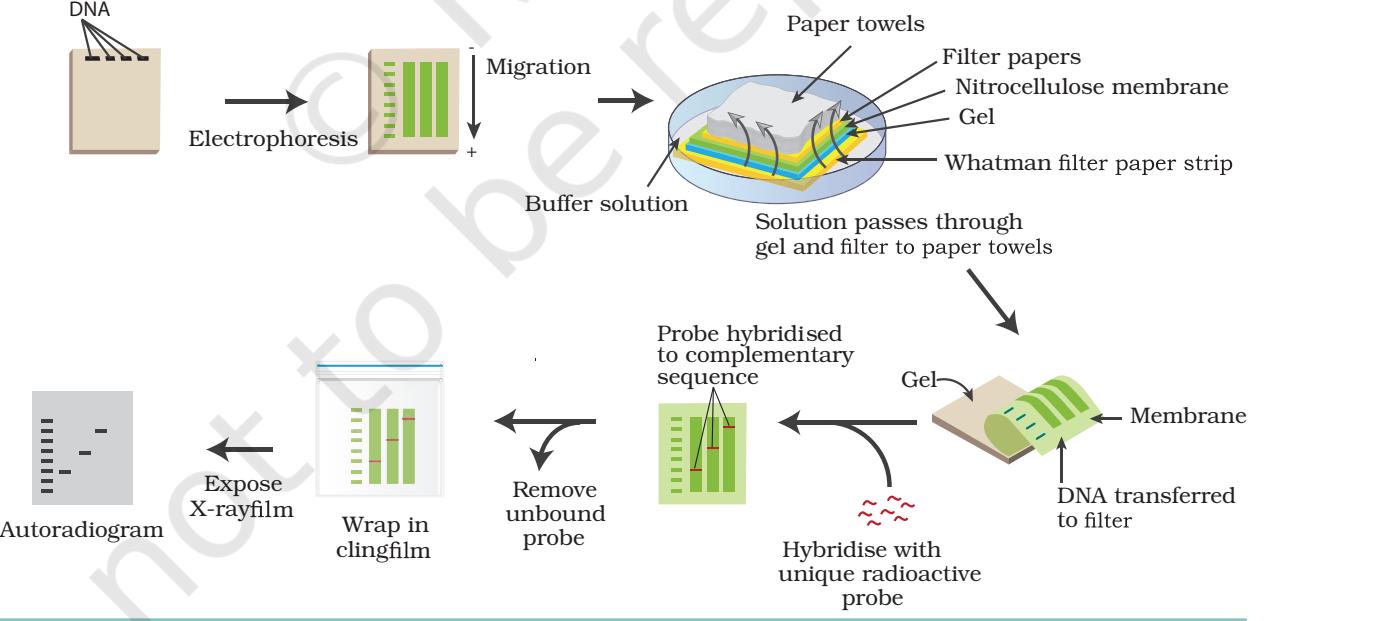 DNA
Electrophoresis
-
Migration
+
Paper towels
Filter papers
Nitrocellulose membrane
Gel
Whatman filter paper strip
Buffer solution
Solution passes through
gel and filter to paper towels
Gel
Membrane
DNA transferred
to filter
Hybridise with
unique radioactive
probe
Probe hybridised
to complementary
sequence
Remove
unbound
probe
Wrap in
clingfilm
Expose
X-rayfilm
Autoradiogram
© 
not to be re